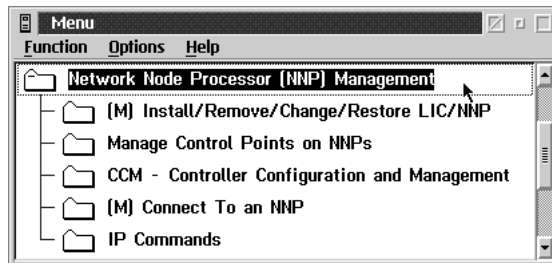 Menu
Function Options Help
Network Node Processor (NNP) Management
(M) Install/Remove/Change/Restore LIC/NNP
Manage Control Points on NNPs
CCM - Controller Configuration and Management
(M) Connect To an NNP
IP Commands